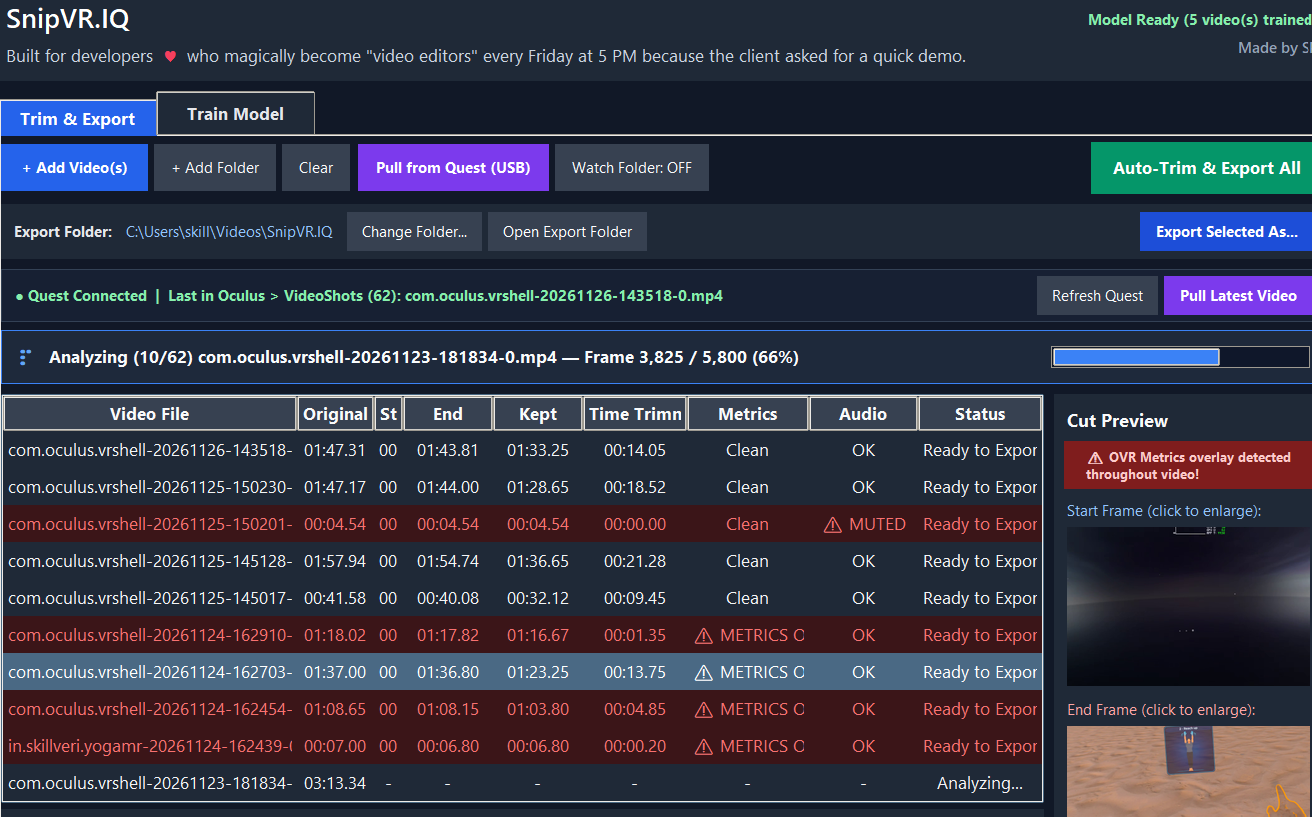 SnipVR.IQ
Model Ready (5 video(s) trained
Built for developers ♥ who magically become "video editors" every Friday at 5 PM because the client asked for a quick demo.
Made by S
Trim & Export
Train Model
+ Add Video(s)
+ Add Folder
Clear
Pull from Quest (USB)
Watch Folder: OFF
Auto-Trim & Export All
Export Folder: C:\Users\skill\Videos\SnipVR.IQ
Change Folder...
Open Export Folder
Export Selected As...
● Quest Connected | Last in Oculus > VideoShots (62): com.oculus.vrshell-20261126-143518-0.mp4
Refresh Quest
Pull Latest Video
Analyzing (10/62) com.oculus.vrshell-20261123-181834-0.mp4 — Frame 3,825 / 5,800 (66%)
Video File Original St End Kept Time Trimn Metrics Audio Status
com.oculus.vrshell-20261126-143518- 01:47.31 00 01:43.81 01:33.25 00:14.05 Clean OK Ready to Expor
com.oculus.vrshell-20261125-150230- 01:47.17 00 01:44.00 01:28.65 00:18.52 Clean OK Ready to Expor
com.oculus.vrshell-20261125-150201- 00:04.54 00 00:04.54 00:04.54 00:00.00 Clean ⚠ MUTED Ready to Expor
com.oculus.vrshell-20261125-145128- 01:57.94 00 01:54.74 01:36.65 00:21.28 Clean OK Ready to Expor
com.oculus.vrshell-20261125-145017- 00:41.58 00 00:40.08 00:32.12 00:09.45 Clean OK Ready to Expor
com.oculus.vrshell-20261124-162910- 01:18.02 00 01:17.82 01:16.67 00:01.35 ⚠ METRICS O OK Ready to Expor
com.oculus.vrshell-20261124-162703- 01:37.00 00 01:36.80 01:23.25 00:13.75 ⚠ METRICS O OK Ready to Expor
com.oculus.vrshell-20261124-162454- 01:08.65 00 01:08.15 01:03.80 00:04.85 ⚠ METRICS O OK Ready to Expor
in.skillveri.yogamr-20261124-162439-( 00:07.00 00 00:06.80 00:06.80 00:00.20 ⚠ METRICS O OK Ready to Expor
com.oculus.vrshell-20261123-181834- 03:13.34 - - - - - - Analyzing...
Cut Preview
⚠ OVR Metrics overlay detected
throughout video!
Start Frame (click to enlarge):
End Frame (click to enlarge):